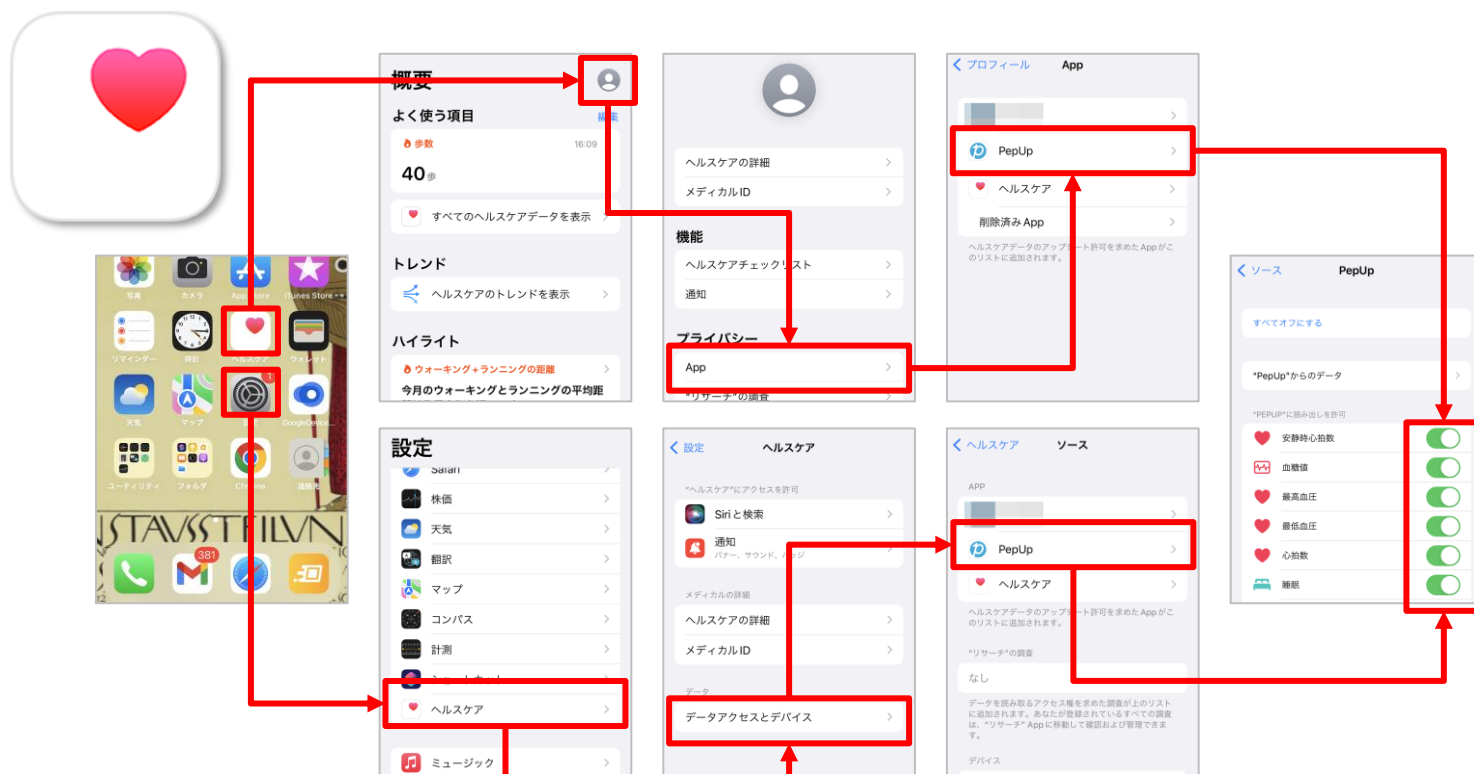 写真
カメラ
App Store
iTunes Store
リマインダー
時計
ヘルスケア
ウォレット
1
天気
マップ
設定
GoogleDevice...
ユーティリティ
フォルダ
Chrome
連絡先
381
概要
よく使う項目
編集
歩数
16:09
40歩
すべてのヘルスケアデータを表示
トレンド
ヘルスケアのトレンドを表示
ハイライト
ウォーキング+ランニングの距離
今月のウォーキングとランニングの平均距
ヘルスケアの詳細
メディカルID
機能
ヘルスケアチェックリスト
通知
プライバシー
App
"リサーチ"の調査
プロフィール
App
PepUp
ヘルスケア
削除済みApp
ヘルスケアデータのアップデート許可を求めたAppがこ
のリストに追加されます。
設定
Safari
株価
天気
翻訳
マップ
コンパス
計測
ショートカット
ヘルスケア
ミュージック
設定
ヘルスケア
"ヘルスケア"にアクセスを許可
Siriと検索
通知
バナー、サウンド、バッジ
メディカルの詳細
ヘルスケアの詳細
メディカルID
データ
データアクセスとデバイス
ヘルスケア
ソース
APP
PepUp
ヘルスケア
ヘルスケアデータのアップデート許可を求めたAppがこ
のリストに追加されます。
"リサーチ"の調査
なし
データを読み取るアクセス権を求めた調査が上のリスト
に追加されます。あなたが登録されているすべての調査
は、"リサーチ" Appに移動して確認および管理できま
す。
デバイス
ソース
PepUp
すべてオフにする
"PepUp"からのデータ
"PEPUP"に読み出しを許可
安静時心拍数
血糖値
最高血圧
最低血圧
心拍数
睡眠